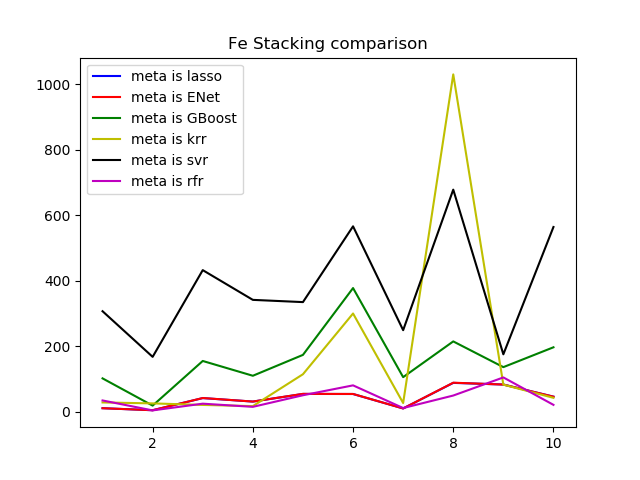 Fe Stacking comparison
meta is lasso
meta is ENet
meta is GBoost
meta is krr
meta is svr
meta is rfr
1000
800
600
400
200
0
2 4 6 8 10